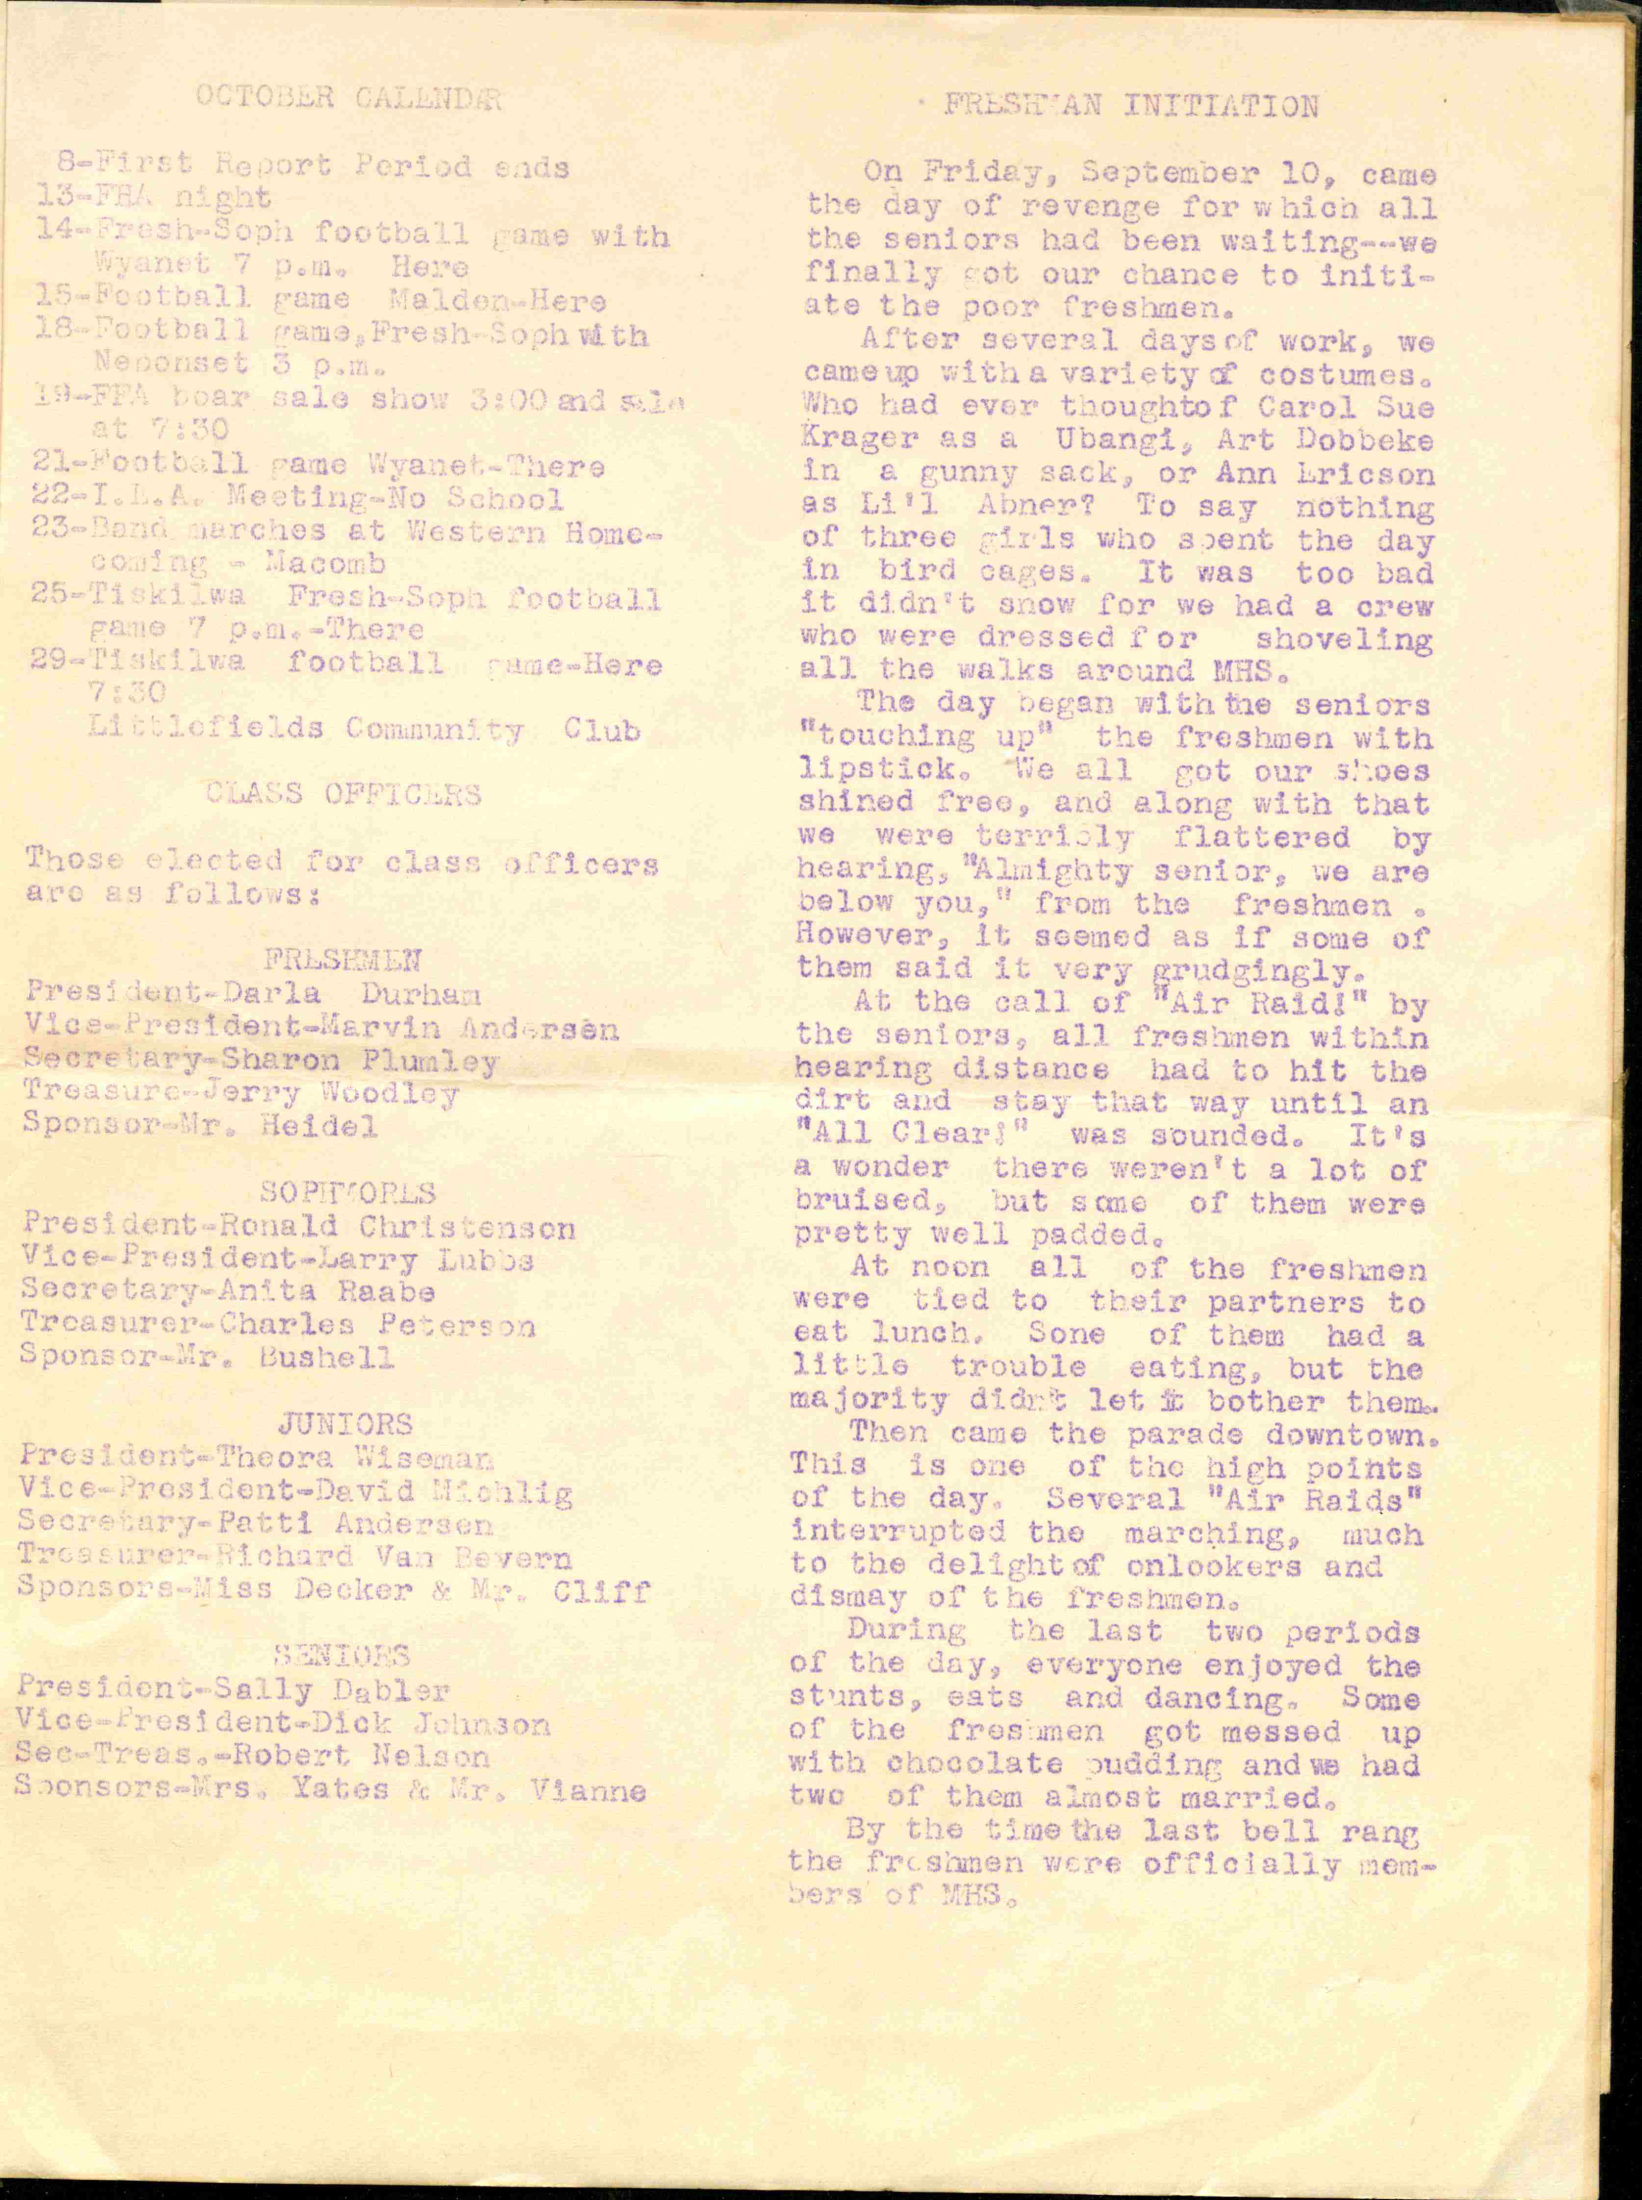 OCTOBER CALENDAR
8-First Report Period ends
13-FHA night
14-Fresh-Soph football game with
Wyanet 7 p.m. Here
15-Football game Malden-Here
18-Football game, Fresh-Soph with
Neponset 3 p.m.
19-FFA boar sale show 3:00 and sale
at 7:30
21-Football game Wyanet-There
22-I.E.A. Meeting-No School
23-Band marches at Western Home-
coming - Macomb
25-Tiskilwa Fresh-Soph football
game 7 p.m.-There
29-Tiskilwa football game-Here
7:30
Littlefields Community Club
CLASS OFFICERS
Those elected for class officers
are as follows:
FRESHMEN
President-Darla Durham
Vice-President-Marvin Andersen
Secretary-Sharon Plumley
Treasure-Jerry Woodley
Sponsor-Mr. Heidel
SOPHMORES
President-Ronald Christenson
Vice-President-Larry Lubbs
Secretary-Anita Raabe
Treasurer-Charles Peterson
Sponsor-Mr. Bushell
JUNIORS
President-Theora Wiseman
Vice-President-David Michlig
Secretary-Patti Andersen
Treasurer-Richard Van Bevern
Sponsors-Miss Decker & Mr. Cliff
SENIORS
President-Sally Dabler
Vice-President-Dick Johnson
Sec-Treas.-Robert Nelson
Sponsors-Mrs. Yates & Mr. Vianne
FRESHMAN INITIATION
On Friday, September 10, came
the day of revenge for which all
the seniors had been waiting--we
finally got our chance to initi-
ate the poor freshmen.
After several days of work, we
came up with a variety of costumes.
Who had ever thought of Carol Sue
Krager as a Ubangi, Art Dobbeke
in a gunny sack, or Ann Ericson
as Li'l Abner? To say nothing
of three girls who spent the day
in bird cages. It was too bad
it didn't snow for we had a crew
who were dressed for shoveling
all the walks around MHS.
The day began with the seniors
"touching up" the freshmen with
lipstick. We all got our shoes
shined free, and along with that
we were terribly flattered by
hearing, "Almighty senior, we are
below you," from the freshmen .
However, it seemed as if some of
them said it very grudgingly.
At the call of "Air Raid!" by
the seniors, all freshmen within
hearing distance had to hit the
dirt and stay that way until an
"All Clear!" was sounded. It's
a wonder there weren't a lot of
bruised, but some of them were
pretty well padded.
At noon all of the freshmen
were tied to their partners to
eat lunch. Sone of them had a
little trouble eating, but the
majority didn't let it bother them.
Then came the parade downtown.
This is one of the high points
of the day. Several "Air Raids"
interrupted the marching, much
to the delight of onlookers and
dismay of the freshmen.
During the last two periods
of the day, everyone enjoyed the
stunts, eats and dancing. Some
of the freshmen got messed up
with chocolate pudding and we had
two of them almost married.
By the time the last bell rang
the freshmen were officially mem-
bers of MHS.